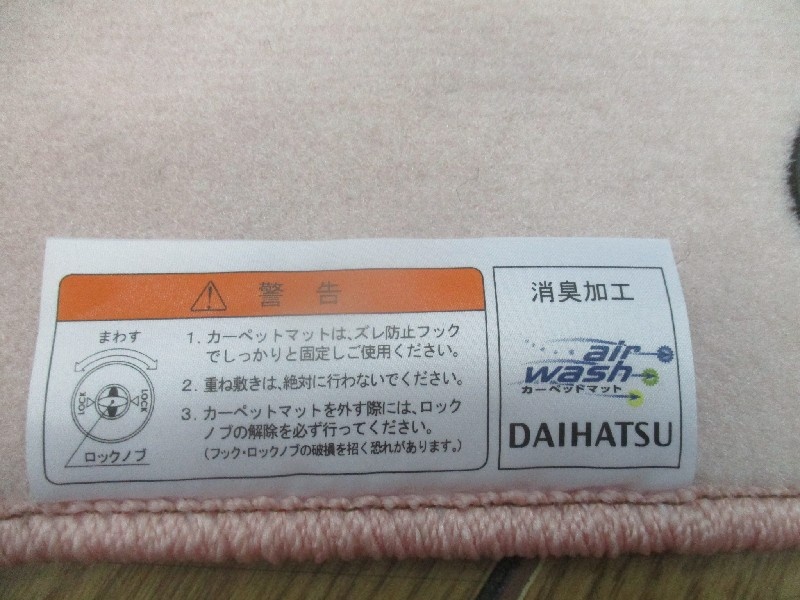 警告
まわす
LOCK
LOCK
ロックノブ
1. カーペットマットは、ズレ防止フック
でしっかりと固定しご使用ください。
2. 重ね敷きは、絶対に行わないでください。
3. カーペットマットを外す際には、ロック
ノブの解除を必ず行ってください。
(フック・ロックノブの破損を招く恐れがあります。)
消臭加工
air
wash
カーペットマット
DAIHATSU